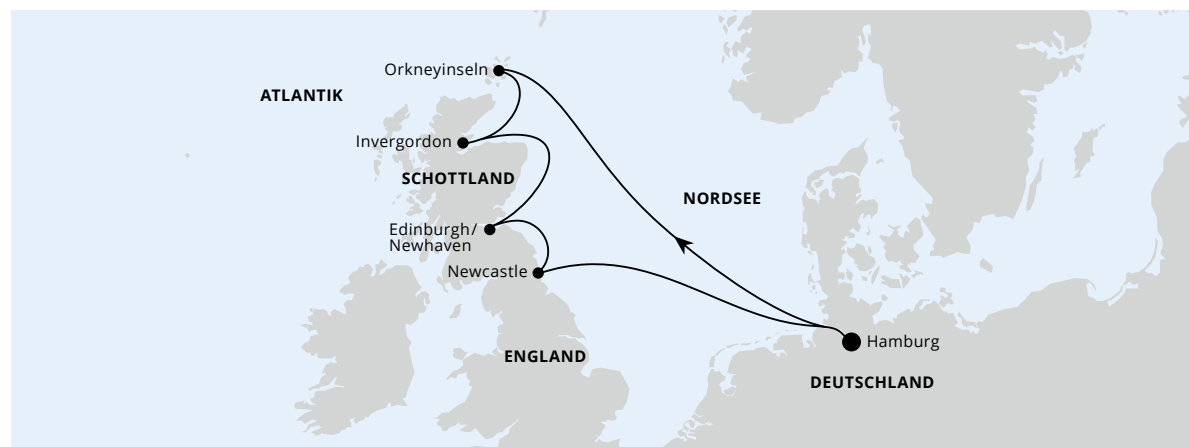 Orkneyinseln
ATLANTIK
Invergordon
SCHOTTLAND
NORDSEE
Edinburgh/
Newhaven
Newcastle
Hamburg
ENGLAND
DEUTSCHLAND